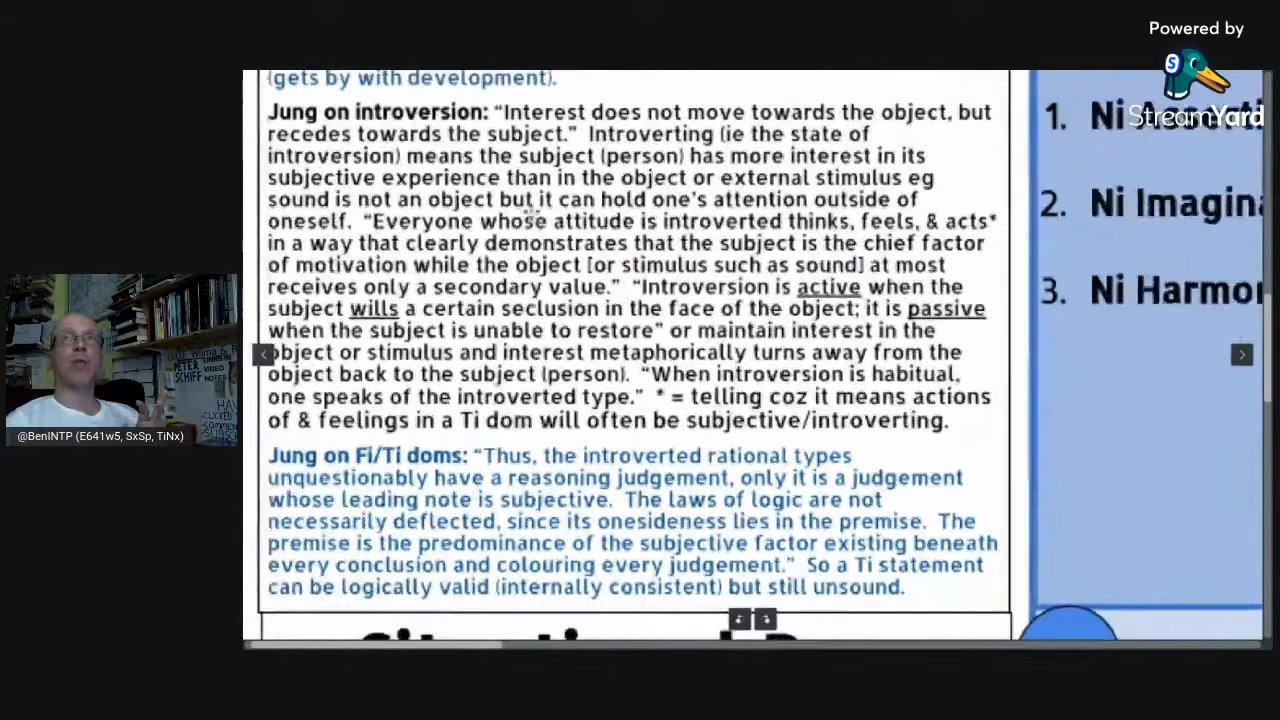 Powered by
StreamYard
(gets by with development).
Jung on introversion: “Interest does not move towards the object, but
recedes towards the subject.”  Introverting (ie the state of
introversion) means the subject (person) has more interest in its
subjective experience than in the object or external stimulus eg
sound is not an object but it can hold one's attention outside of
oneself.  “Everyone whose attitude is introverted thinks, feels, & acts*
in a way that clearly demonstrates that the subject is the chief factor
of motivation while the object [or stimulus such as sound] at most
receives only a secondary value.”  “Introversion is active when the
subject wills a certain seclusion in the face of the object; it is passive
when the subject is unable to restore” or maintain interest in the
object or stimulus and interest metaphorically turns away from the
object back to the subject (person).  “When introversion is habitual,
one speaks of the introverted type.”  * = telling coz it means actions
of & feelings in a Ti dom will often be subjective/introverting.
Jung on Fi/Ti doms: “Thus, the introverted rational types
unquestionably have a reasoning judgement, only it is a judgement
whose leading note is subjective.  The laws of logic are not
necessarily deflected, since its onesideness lies in the premise.  The
premise is the predominance of the subjective factor existing beneath
every conclusion and colouring every judgement.”  So a Ti statement
can be logically valid (internally consistent) but still unsound.
1. Ni
2. Ni Imagina
3. Ni Harmo
PETER
SCHIFF
LINKS IN
VIDEO
NOTES
@BenINTP (E641w5, SxSp, TiNx)